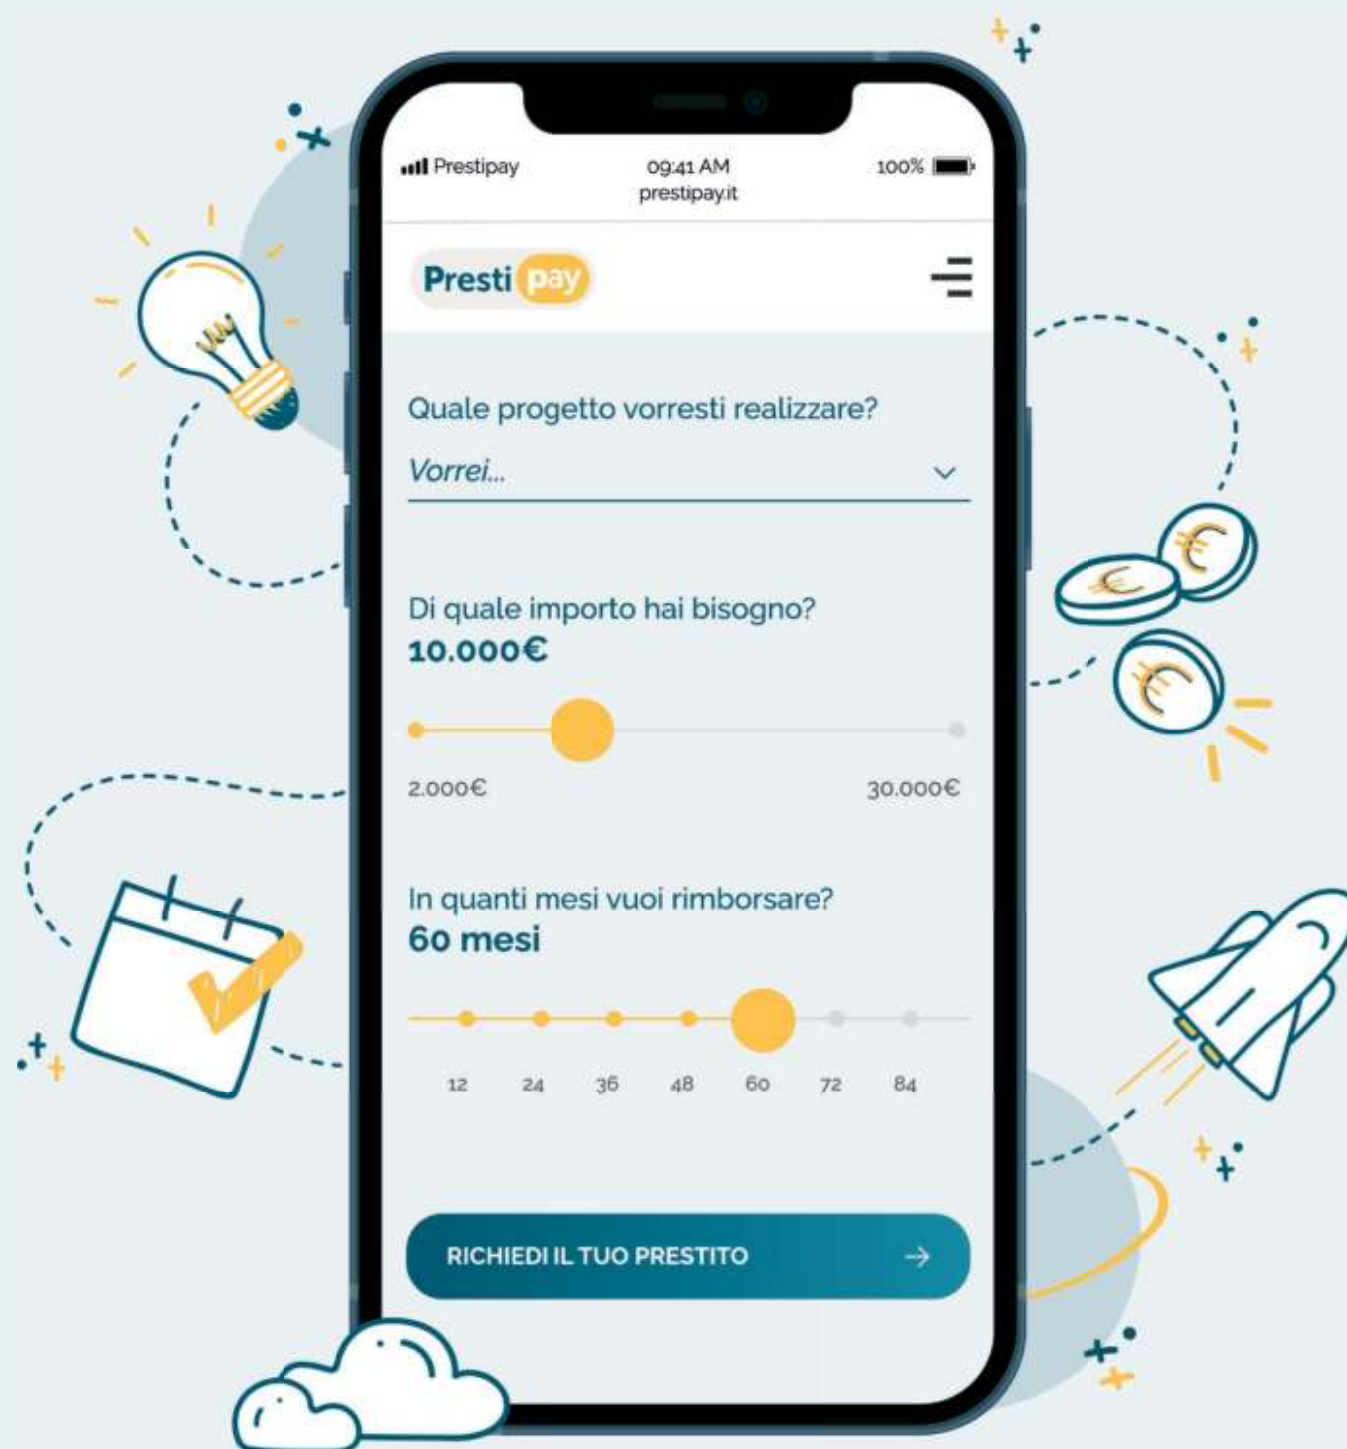 Prestipay 09:41 AM 100%
prestipay.it
Presti pay
Quale progetto vorresti realizzare?
Vorrei...
Di quale importo hai bisogno?
10.000€
2.000€ 30.000€
In quanti mesi vuoi rimborsare?
60 mesi
12 24 36 48 60 72 84
RICHIEDI IL TUO PRESTITO